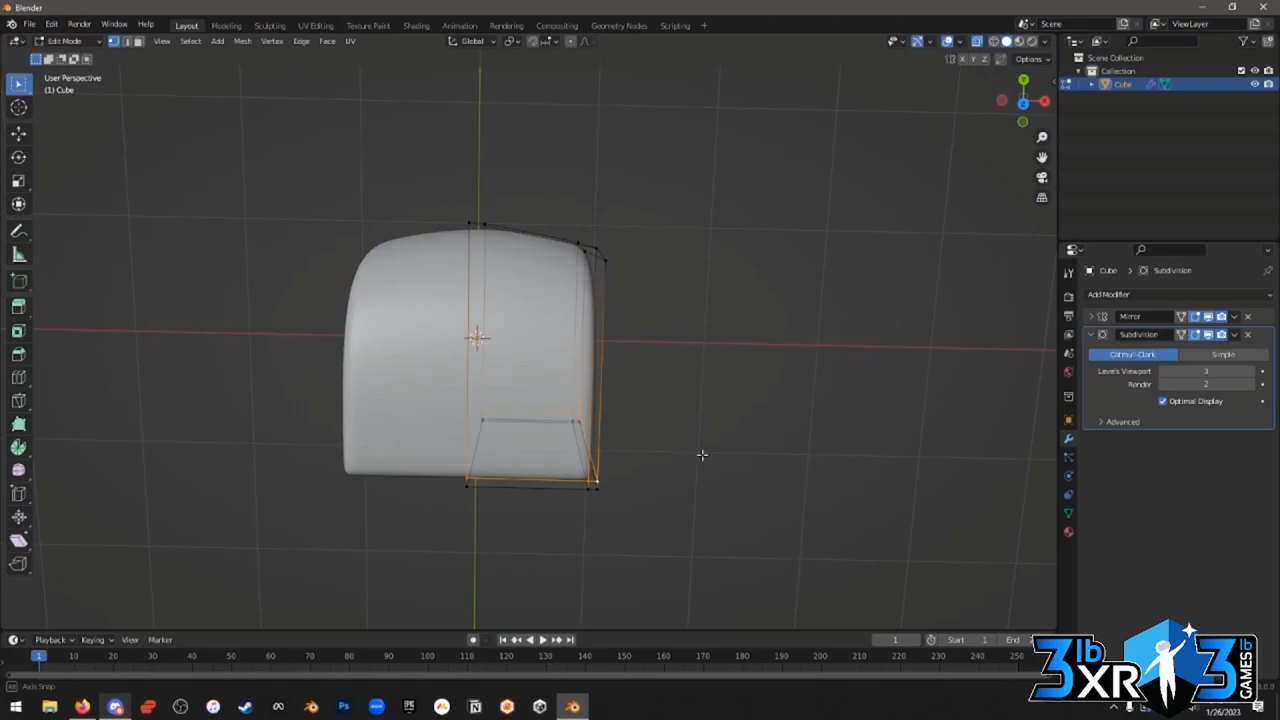 Blender
File Edit Render Window Help
Layout Modeling Sculpting UV Editing Texture Paint Shading Animation Rendering Compositing Geometry Nodes Scripting +
Scene
ViewLayer
Edit Mode View Select Add Mesh Vertex Edge Face UV
Global
X Y Z Options
User Perspective
(1) Cube
Y
X
Z
Scene Collection
Collection
Cube
Cube Subdivision
Add Modifier
Mirror
Subdivision
Catmull-Clark Simple
Levels Viewport 3
Render 2
Optimal Display
Advanced
Playback Keying View Marker
1 Start 1 End
1 10 20 30 40 50 60 70 80 90 100 110 120 130 140 150 160 170 180 190 200 210 220 230 240 250
Axis Snap
3lb XR
3lb GAMES
1/26/2023